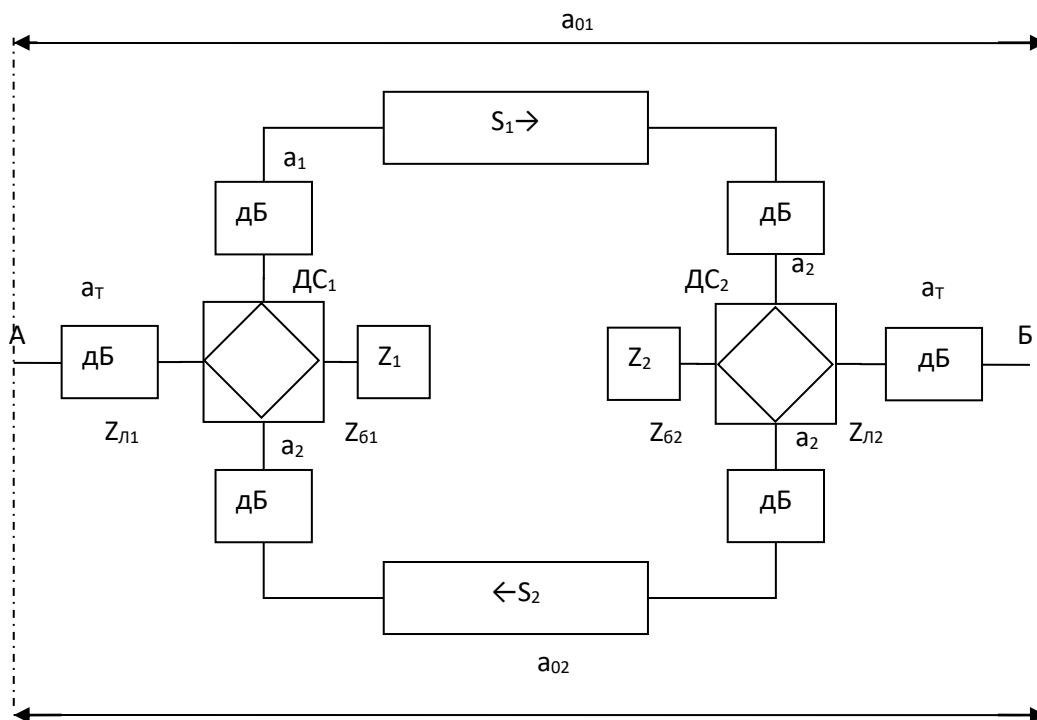 a₀₁
S₁→
a₁
дБ
дБ
a₂
ДС₁
ДС₂
aТ
aТ
А
дБ
Z₁
Z₂
дБ
Б
ZЛ1
Zб1
Zб2
ZЛ2
a₂
a₂
дБ
дБ
←S₂
a₀₂